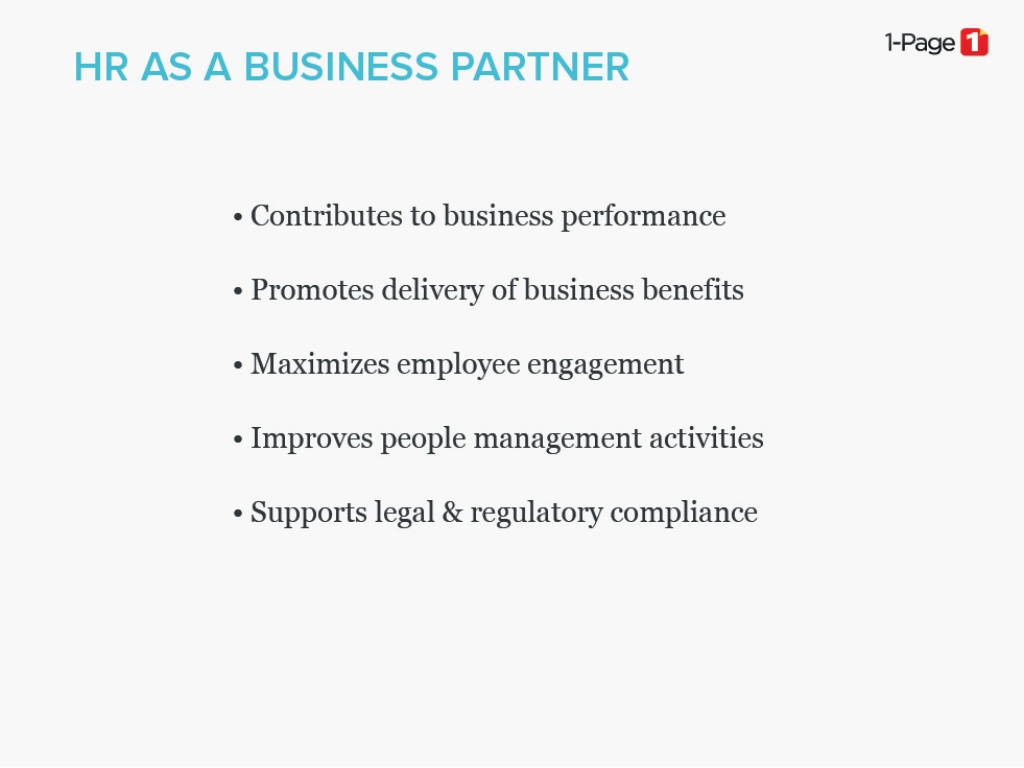 HR AS A BUSINESS PARTNER
1-Page 1
• Contributes to business performance
• Promotes delivery of business benefits
• Maximizes employee engagement
• Improves people management activities
• Supports legal & regulatory compliance